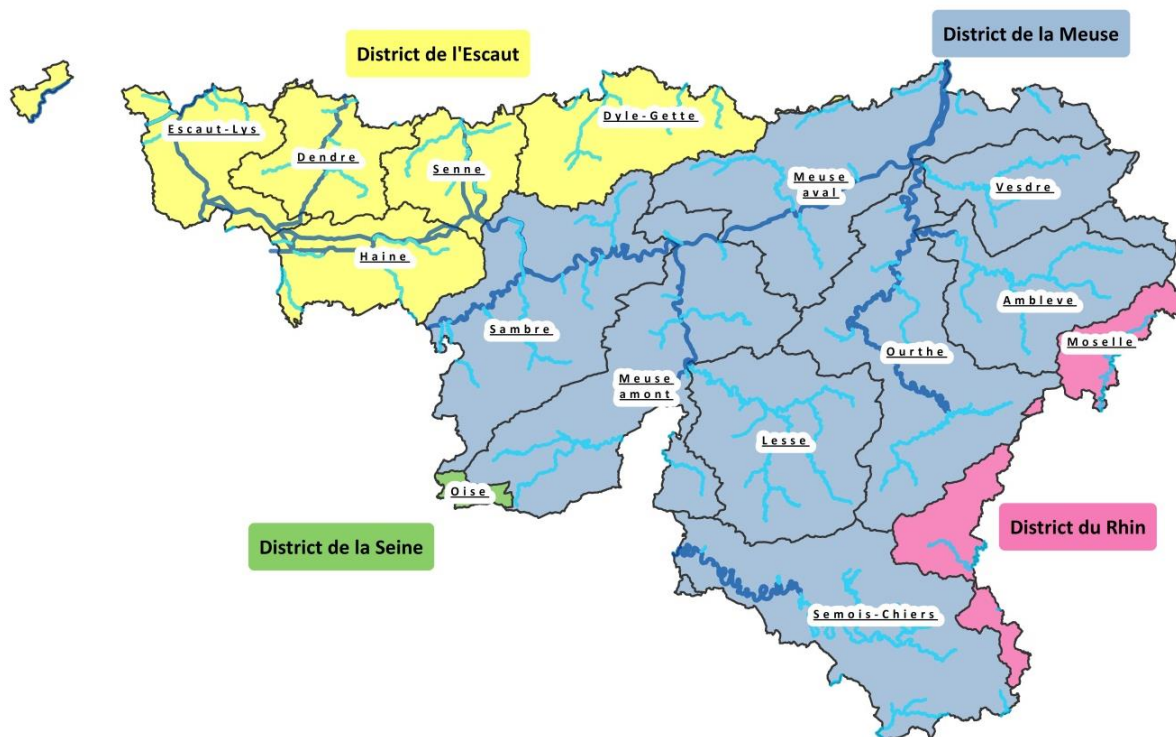 District de la Meuse
District de l'Escaut
Dyle-Gette
Escaut-Lys
Dendre
Senne
Meuse
aval
Vesdre
Haine
Ambleve
Sambre
Moselle
Ourthe
Meuse
amont
Lesse
Oise
District du Rhin
District de la Seine
Semois-Chiers